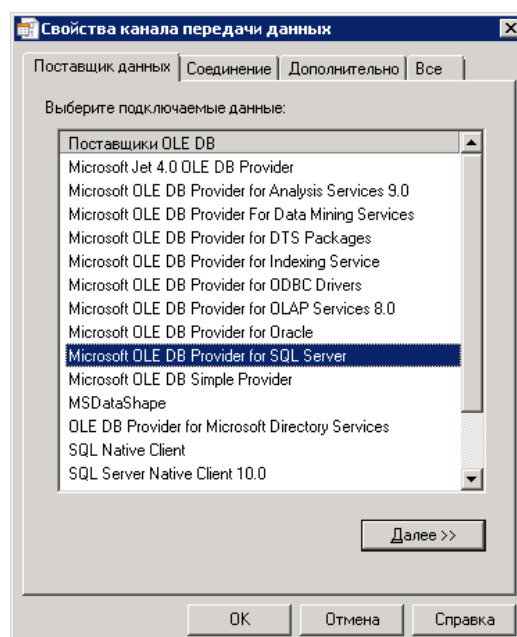 Свойства канала передачи данных
Поставщик данных Соединение Дополнительно Все
Выберите подключаемые данные:
Поставщики OLE DB
Microsoft Jet 4.0 OLE DB Provider
Microsoft OLE DB Provider for Analysis Services 9.0
Microsoft OLE DB Provider For Data Mining Services
Microsoft OLE DB Provider for DTS Packages
Microsoft OLE DB Provider for Indexing Service
Microsoft OLE DB Provider for ODBC Drivers
Microsoft OLE DB Provider for OLAP Services 8.0
Microsoft OLE DB Provider for Oracle
Microsoft OLE DB Provider for SQL Server
Microsoft OLE DB Simple Provider
MSDataShape
OLE DB Provider for Microsoft Directory Services
SQL Native Client
SQL Server Native Client 10.0
Далее >>
OK Отмена Справка